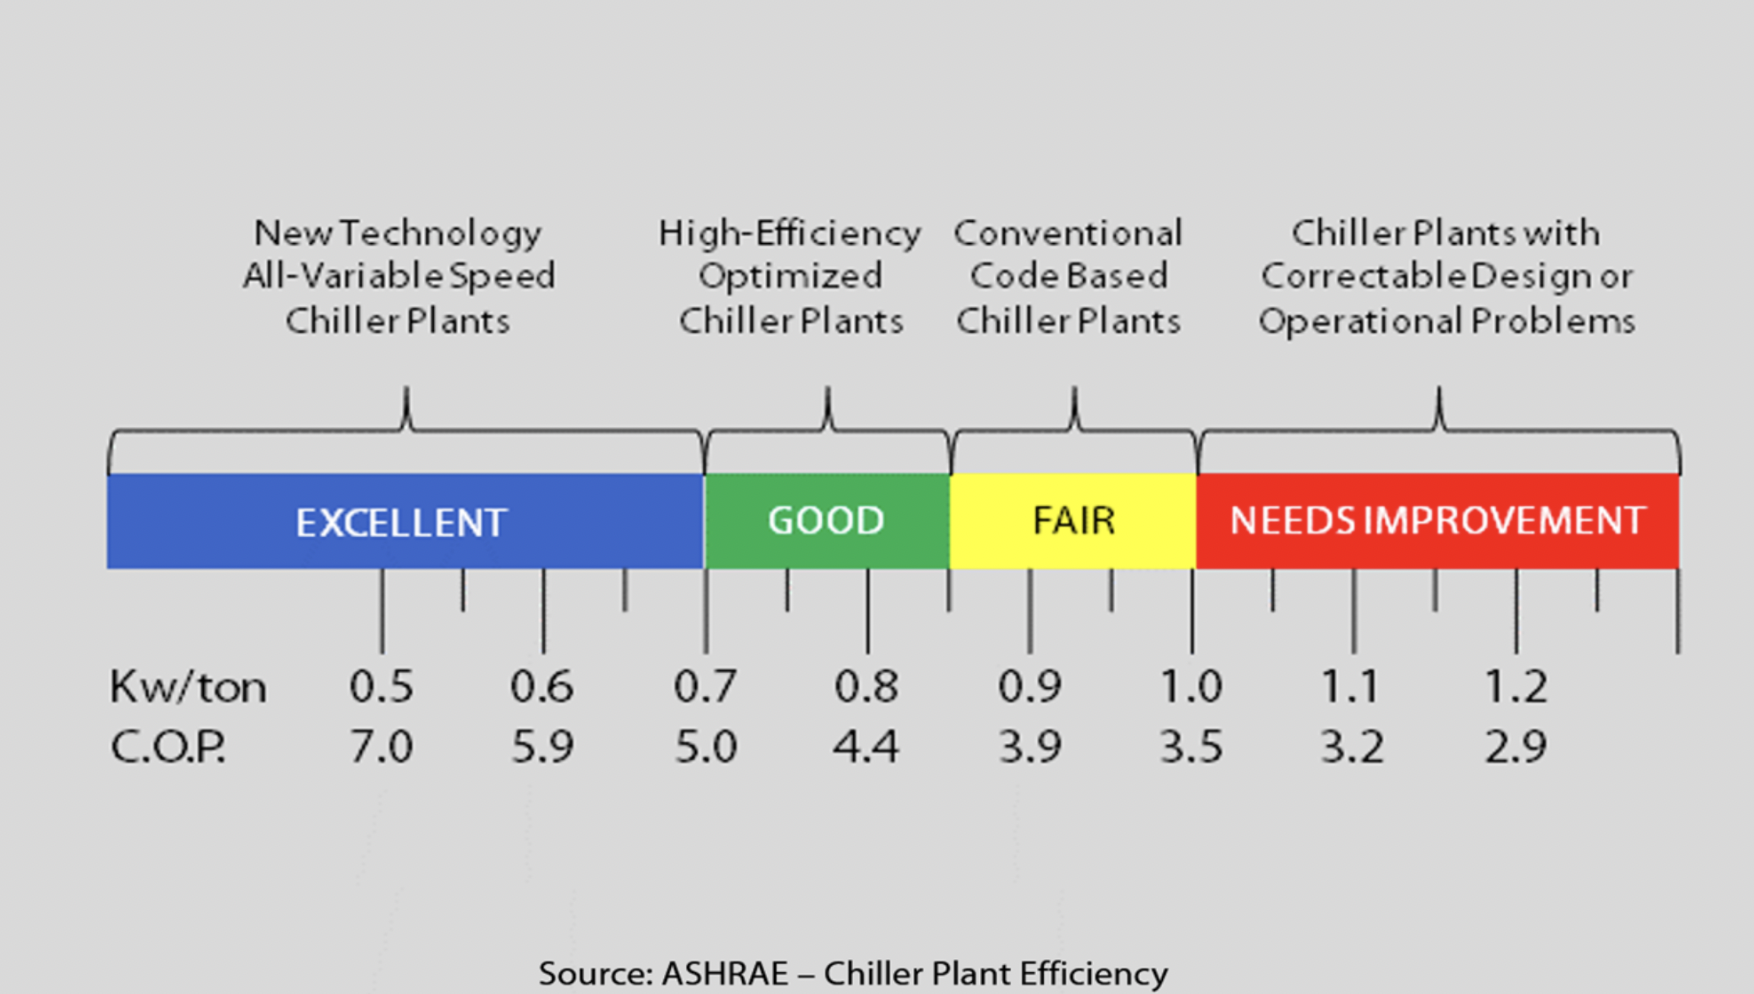 New Technology
All-Variable Speed
Chiller Plants
High-Efficiency
Optimized
Chiller Plants
Conventional
Code Based
Chiller Plants
Chiller Plants with
Correctable Design or
Operational Problems
EXCELLENT
GOOD
FAIR
NEEDS IMPROVEMENT
Kw/ton 0.5 0.6 0.7 0.8 0.9 1.0 1.1 1.2
C.O.P. 7.0 5.9 5.0 4.4 3.9 3.5 3.2 2.9
Source: ASHRAE – Chiller Plant Efficiency